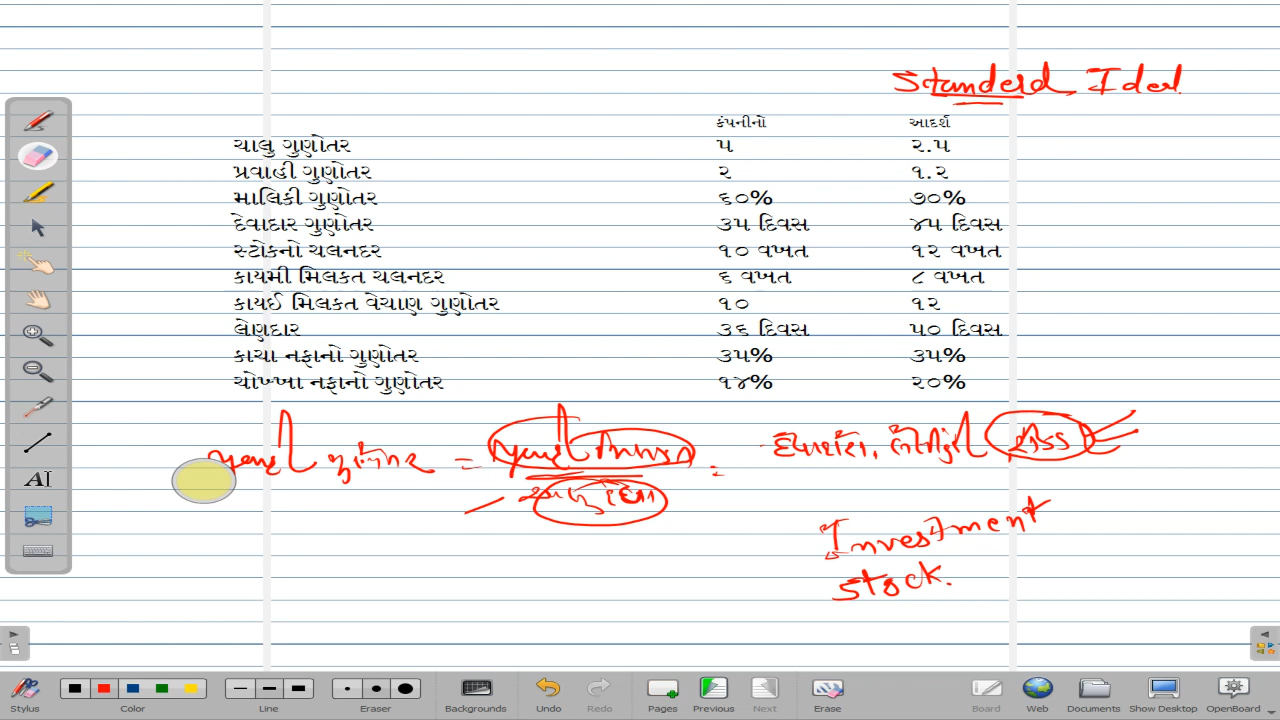 Standerd, Ideal
કંપનીનો આદર્શ
ચાલુ ગુણોતર ૫ ૨.૫
પ્રવાહી ગુણોતર ૨ ૧.૨
માલિકી ગુણોતર ૬૦% ૭૦%
દેવાદાર ગુણોતર ૩૫ દિવસ ૪૫ દિવસ
સ્ટોકનો ચલનદર ૧૦ વખત ૧૨ વખત
કાયમી મિલકત ચલનદર ૬ વખત ૮ વખત
કાયઈ મિલકત વેચાણ ગુણોતર ૧૦ ૧૨
લેણદાર ૩૬ દિવસ ૫૦ દિવસ
કાચા નફાનો ગુણોતર ૩૫% ૩૫%
ચોખ્ખા નફાનો ગુણોતર ૧૪% ૨૦%
= =
Investment
stock.
Stylus Color Line Eraser Backgrounds Undo Redo Pages Previous Next Erase Board Web Documents Show Desktop OpenBoard